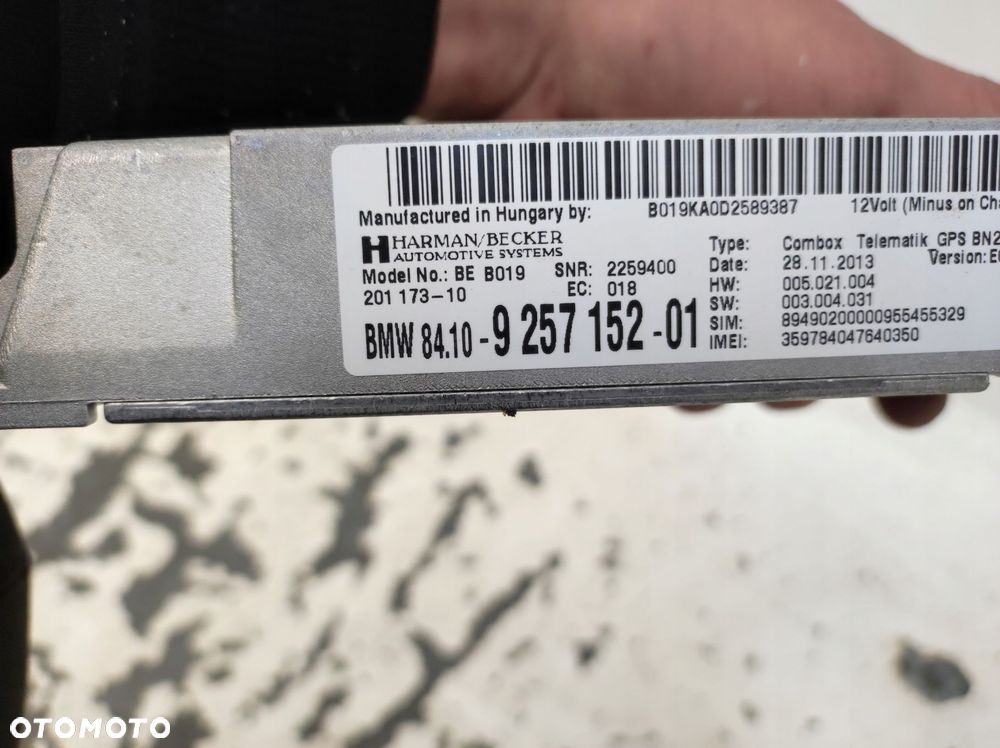 Manufactured in Hungary by:
B019KA0D2589387
12Volt (Minus on Cha
HARMAN/BECKER
AUTOMOTIVE SYSTEMS
Model No.: BE B019
SNR: 2259400
201 173-10
EC: 018
BMW 84.10-9 257 152-01
Type: Combox Telematik GPS BN2
Date: 28.11.2013
Version: E
HW: 005.021.004
SW: 003.004.031
SIM: 89490200000955455329
IMEI: 359784047640350
OTOMOTO